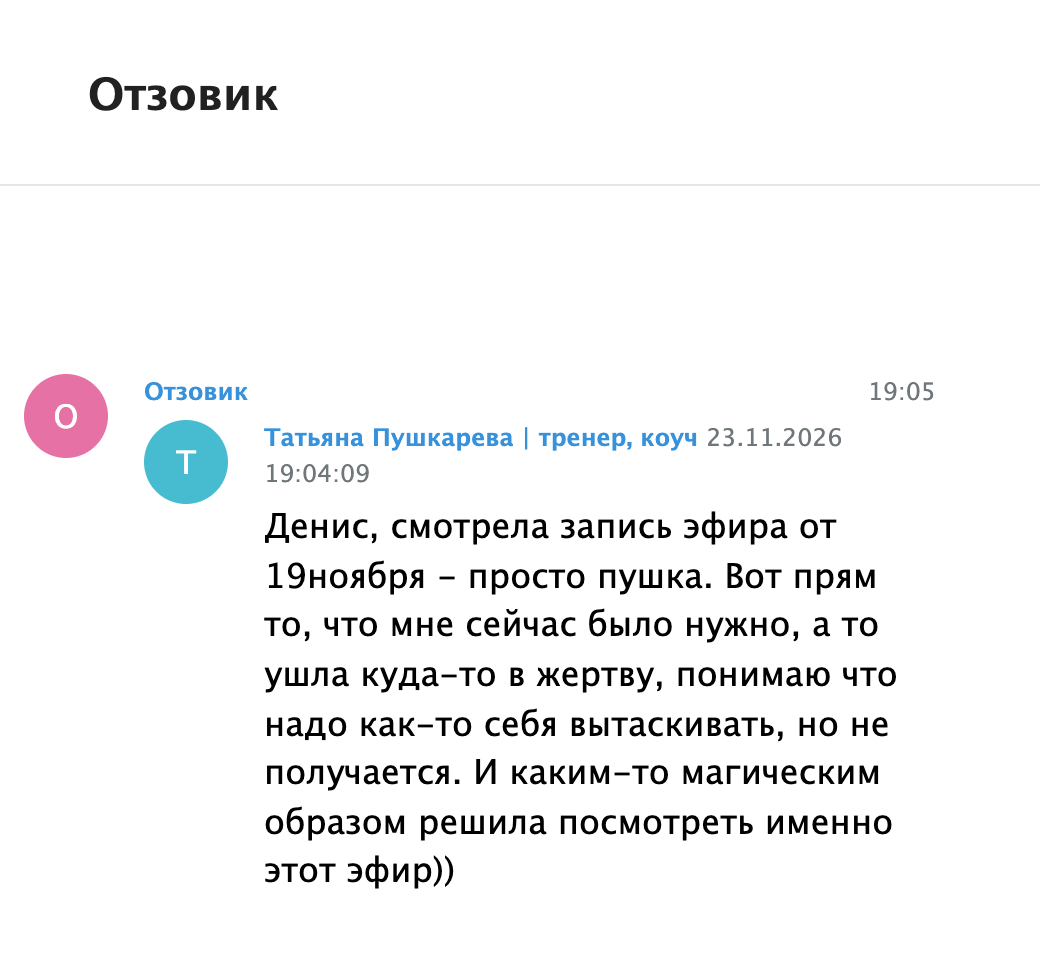 Отзовик
О
Отзовик 19:05
Т
Татьяна Пушкарева | тренер, коуч 23.11.2026
19:04:09
Денис, смотрела запись эфира от
19ноября – просто пушка. Вот прям
то, что мне сейчас было нужно, а то
ушла куда-то в жертву, понимаю что
надо как-то себя вытаскивать, но не
получается. И каким-то магическим
образом решила посмотреть именно
этот эфир))